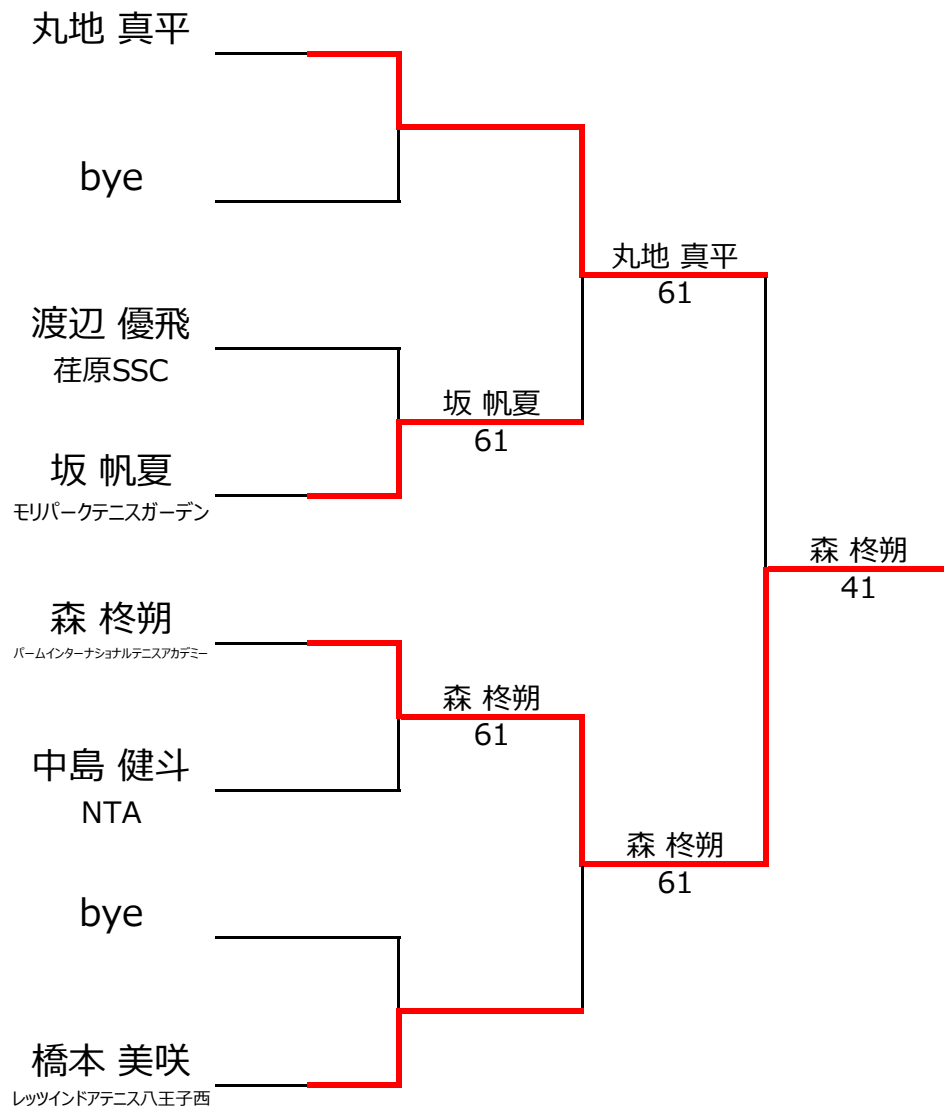 丸地 真平
bye
丸地 真平
61
渡辺 優飛
荏原SSC
坂 帆夏
61
坂 帆夏
モリパークテニスガーデン
森 柊朔
41
森 柊朔
パームインターナショナルテニスアカデミー
森 柊朔
61
中島 健斗
NTA
森 柊朔
61
bye
橋本 美咲
レッツインドアテニス八王子西